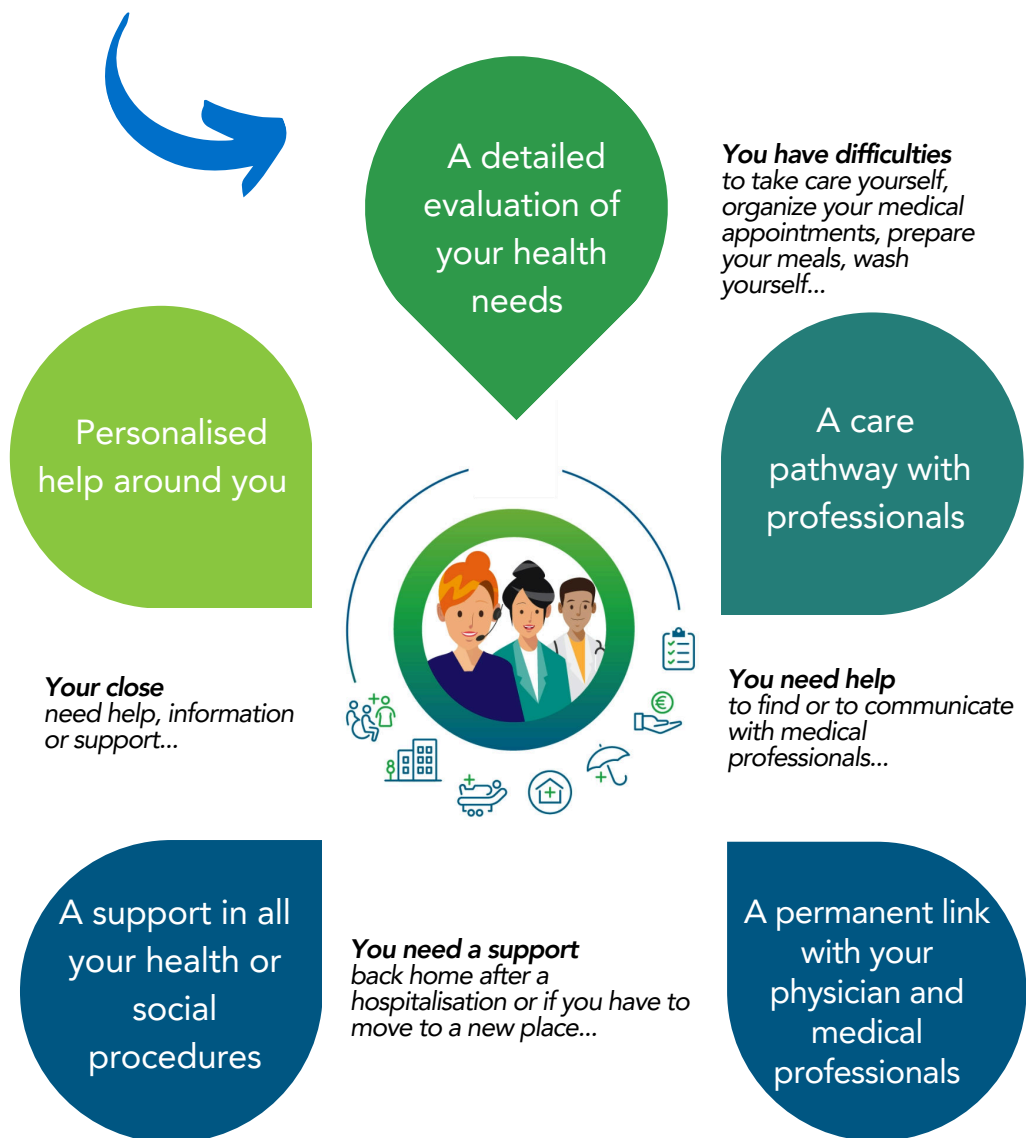 A detailed
evaluation of
your health
needs
You have difficulties
to take care yourself,
organize your medical
appointments, prepare
your meals, wash
yourself...
Personalised
help around you
A care
pathway with
professionals
Your close
need help, information
or support...
You need help
to find or to communicate
with medical
professionals...
A support in all
your health or
social
procedures
You need a support
back home after a
hospitalisation or if you have to
move to a new place...
A permanent link
with your
physician and
medical
professionals